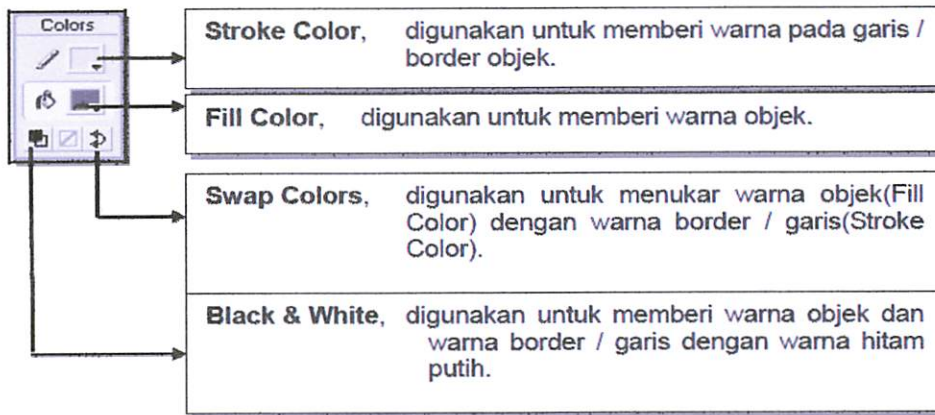 Colors
Stroke Color, digunakan untuk memberi warna pada garis /
border objek.
Fill Color, digunakan untuk memberi warna objek.
Swap Colors, digunakan untuk menukar warna objek(Fill
Color) dengan warna border / garis(Stroke
Color).
Black & White, digunakan untuk memberi warna objek dan
warna border / garis dengan warna hitam
putih.